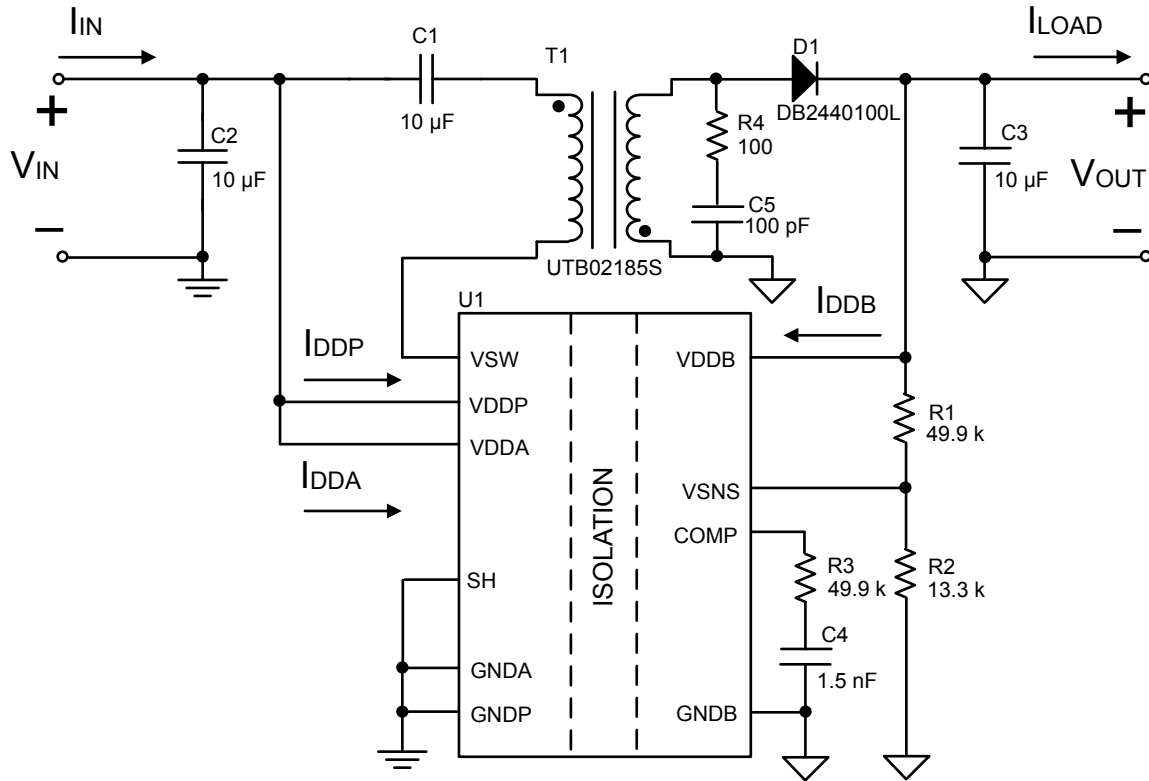 IIN
C1
T1
D1
ILOAD
+
C2
10 µF
DB2440100L
R4
100
C3
+
VIN
10 µF
C5
100 pF
10 µF
VOUT
−
UTB02185S
−
U1
IDDB
IDDP
VSW
VDDB
VDDP
R1
49.9 k
VDDA
IDDA
ISOLATION
VSNS
COMP
SH
R3
49.9 k
R2
13.3 k
C4
1.5 nF
GNDA
GNDP
GNDB